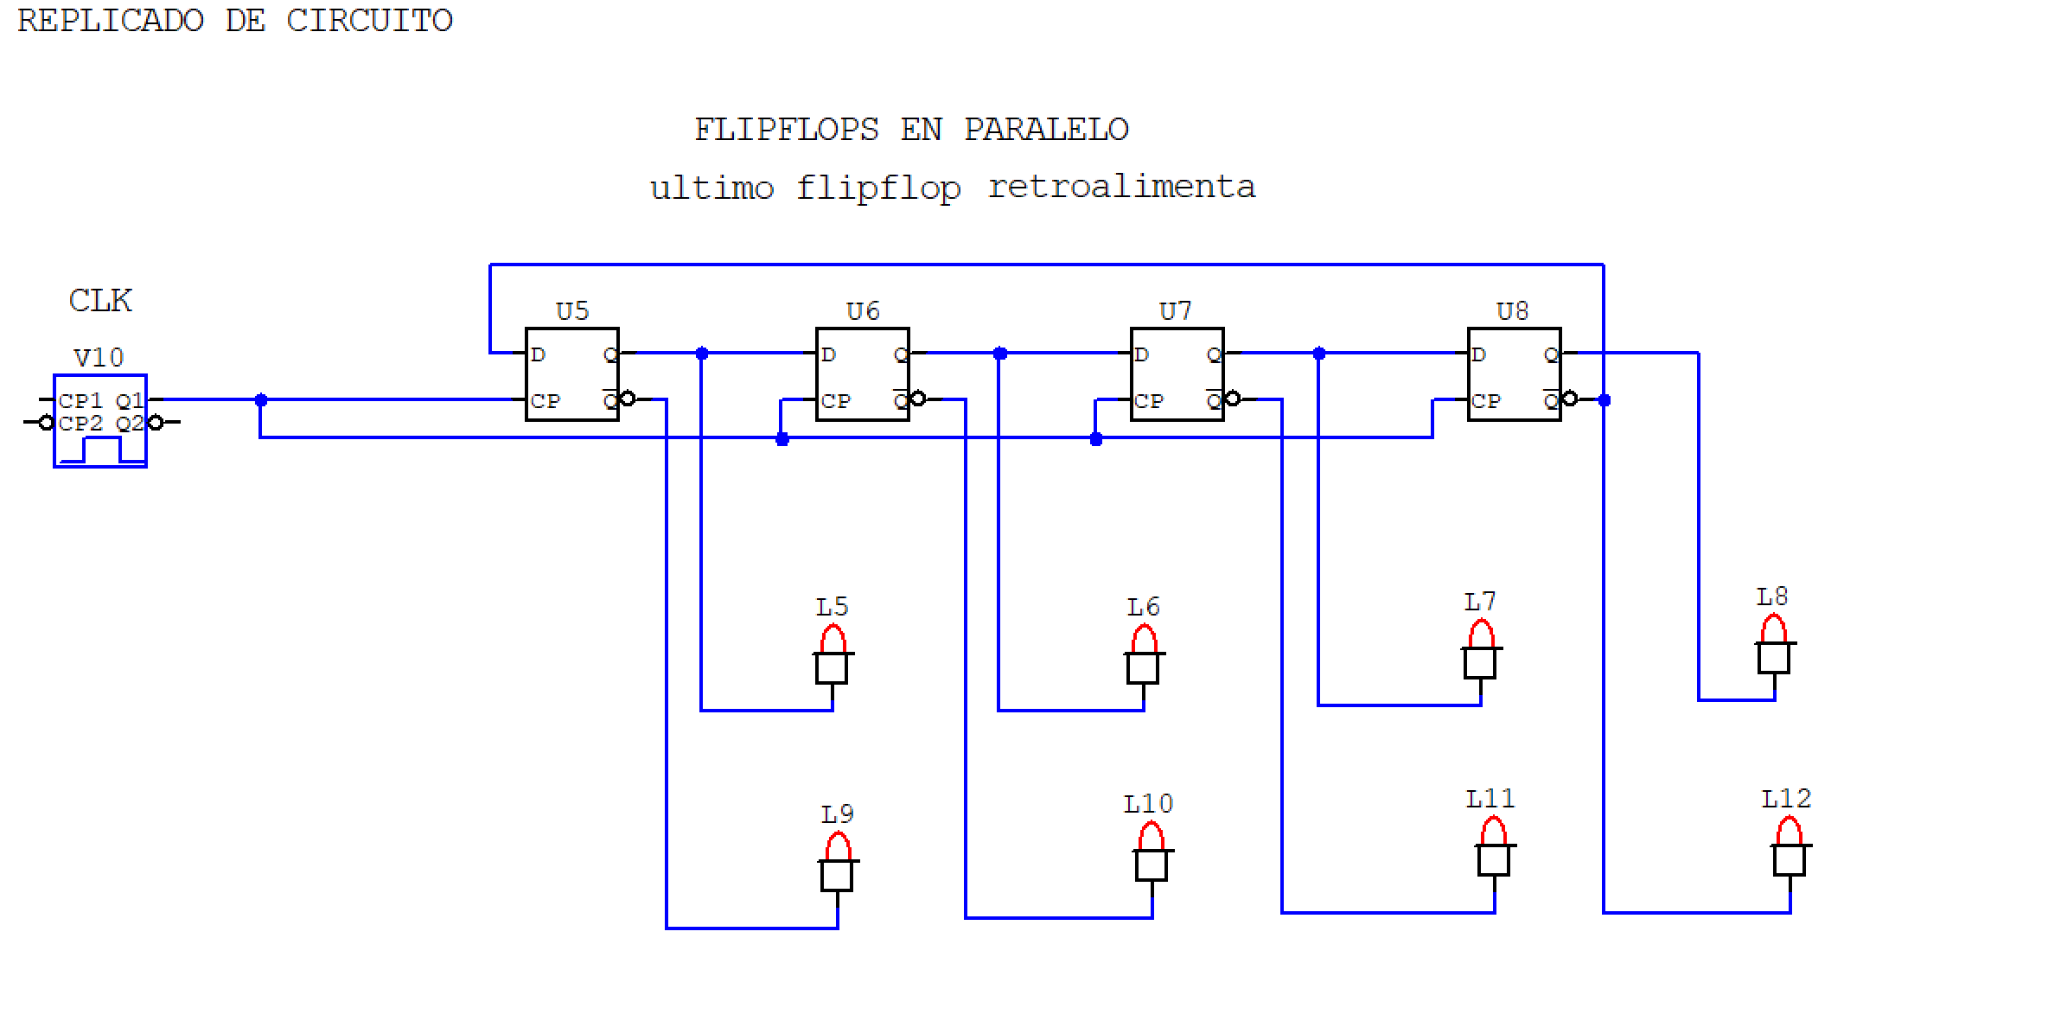 REPLICADO DE CIRCUITO
FLIPFLOPS EN PARALELO
ultimo flipflop retroalimenta
CLK
V10
CP1 Q1
CP2 Q2
U5
D Q
CP Q̅
U6
D Q
CP Q̅
U7
D Q
CP Q̅
U8
D Q
CP Q̅
L5
L6
L7
L8
L9
L10
L11
L12